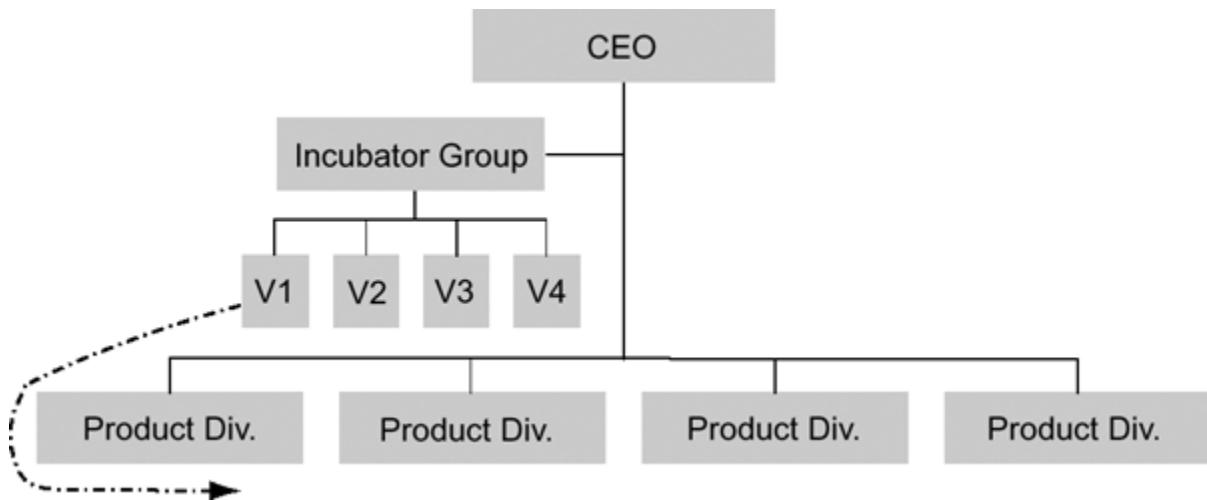 CEO
Incubator Group
V1 V2 V3 V4
Product Div. Product Div. Product Div. Product Div.